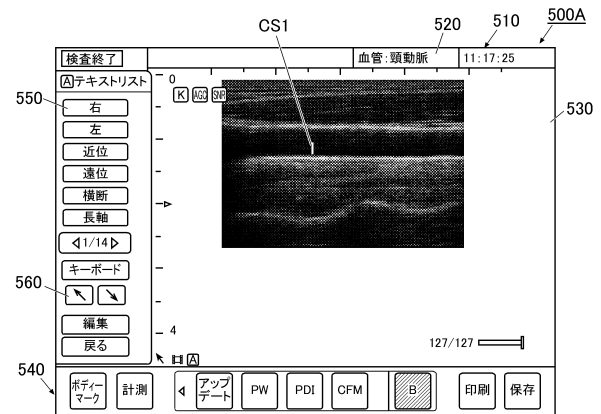 500A
520
510
CS1
検査終了
血管:頸動脈
11:17:25
Aテキストリスト
0
K
AGC
SNR
550
530
右
左
近位
遠位
横断
長軸
1/14
キーボード
560
編集
戻る
4
127/127
A
540
ボディー
マーク
計測
アップ
デート
PW
PDI
CFM
B
印刷
保存